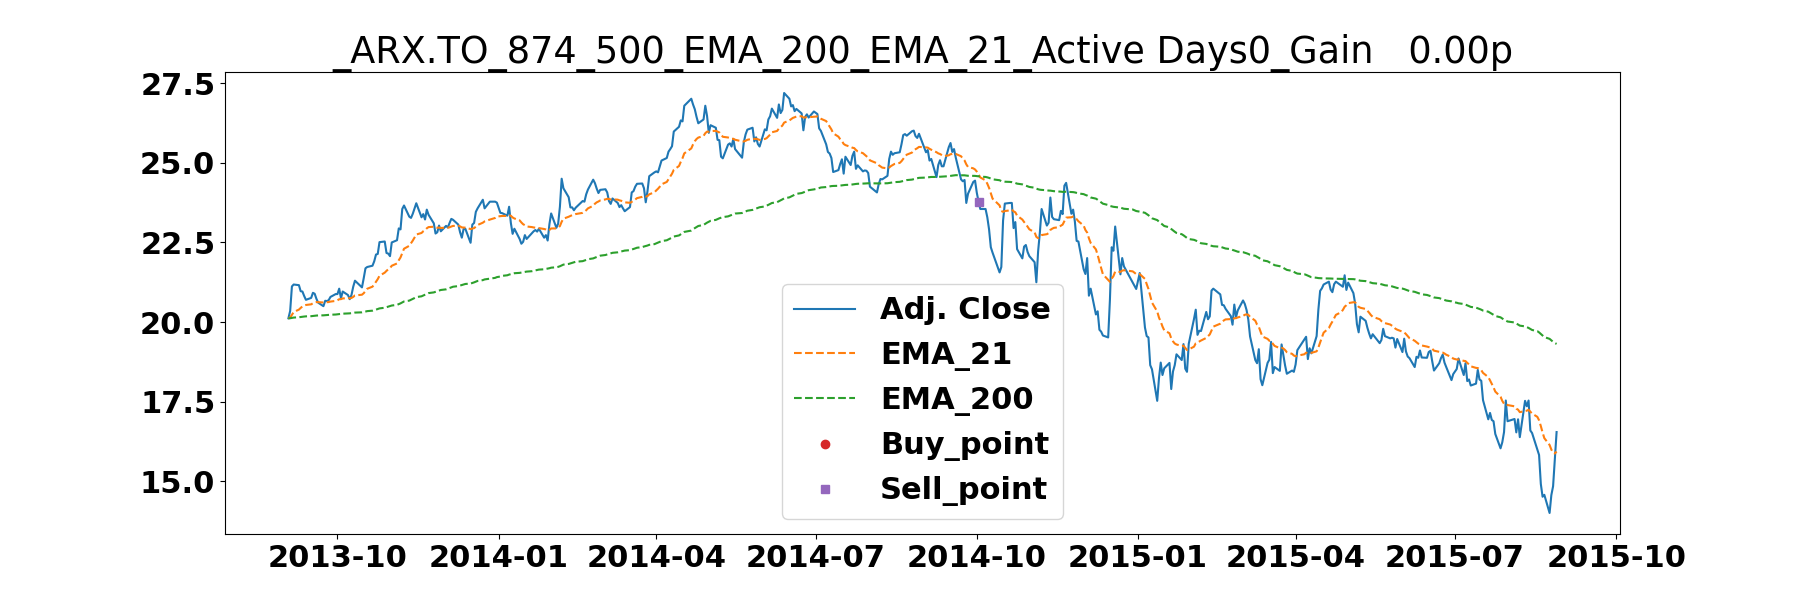 _ARX.TO_874_500_EMA_200_EMA_21_Active Days0_Gain   0.00p
27.5
25.0
22.5
20.0
17.5
15.0
Adj. Close
EMA_21
EMA_200
Buy_point
Sell_point
2013-10 2014-01 2014-04 2014-07 2014-10 2015-01 2015-04 2015-07 2015-10